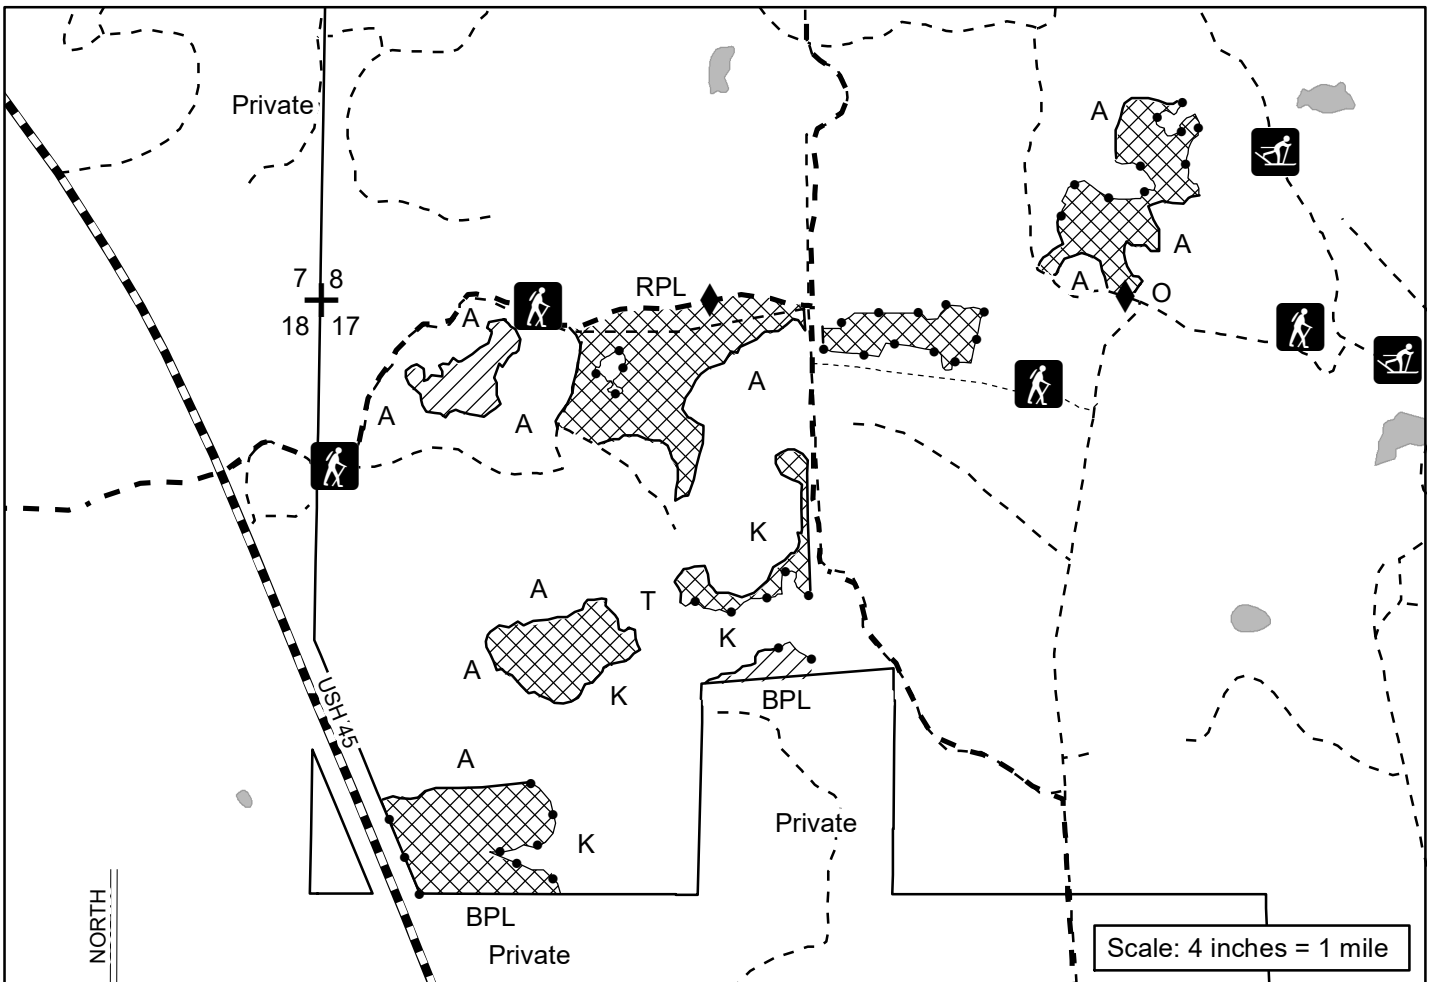 Private
A
A
7 8
18 17
RPL
A
A O
A
A
A A
K
A
T
K
A
K
BPL
USH 45
A
Private
K
BPL
NORTH
Private
Scale: 4 inches = 1 mile